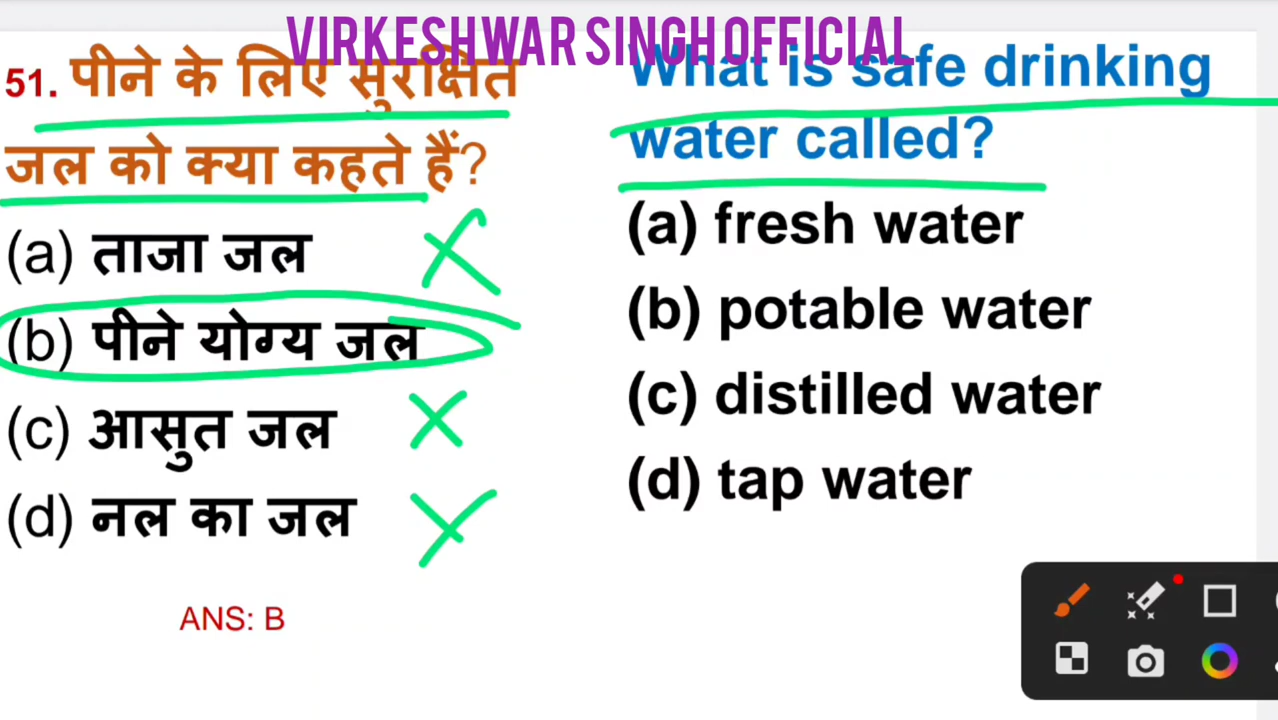 VIRKESHWAR SINGH OFFICIAL
51. पीने के लिए सुरक्षित
जल को क्या कहते हैं?
(a) ताजा जल
(b) पीने योग्य जल
(c) आसुत जल
(d) नल का जल
ANS: B
What is safe drinking
water called?
(a) fresh water
(b) potable water
(c) distilled water
(d) tap water